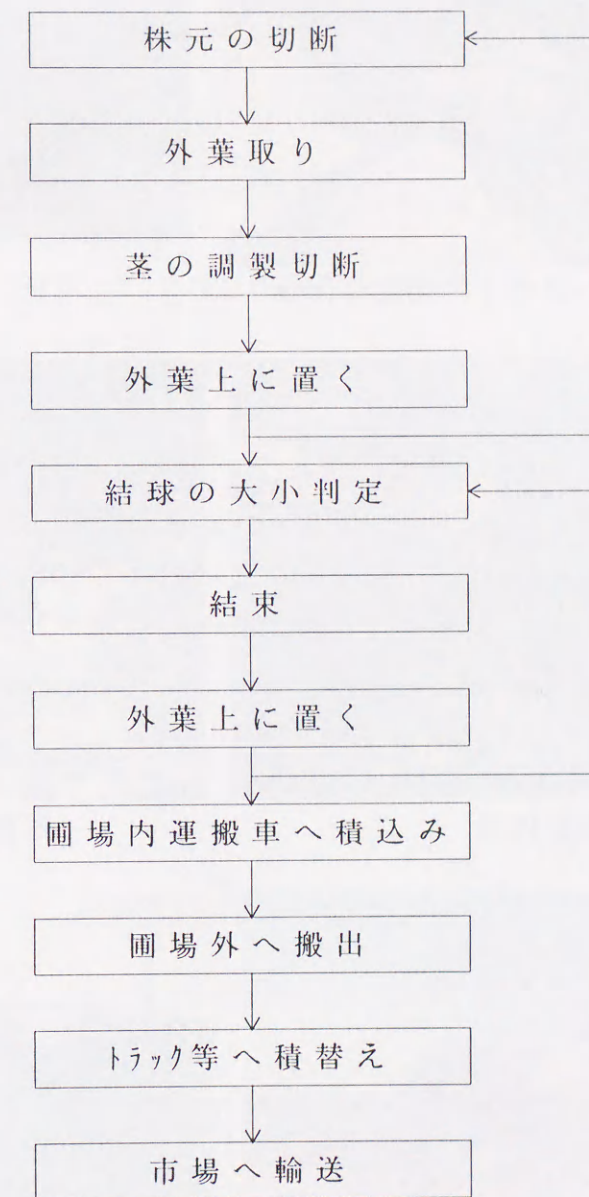 株元の切断
外葉取り
茎の調製切断
外葉上に置く
結球の大小判定
結束
外葉上に置く
圃場内運搬車へ積込み
圃場外へ搬出
トラック等へ積替え
市場へ輸送